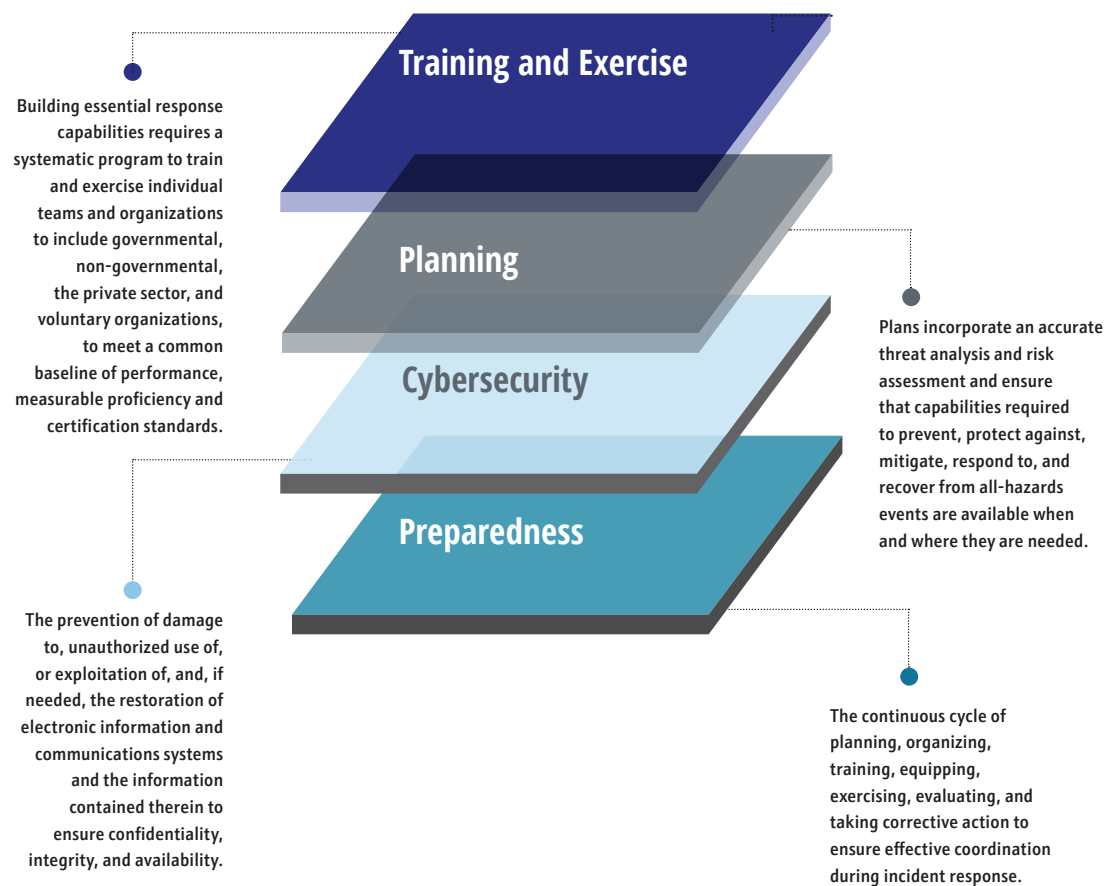 Training and Exercise
Building essential response
capabilities requires a
systematic program to train
and exercise individual
teams and organizations
to include governmental,
non-governmental,
the private sector, and
voluntary organizations,
to meet a common
baseline of performance,
measurable proficiency and
certification standards.
Planning
Plans incorporate an accurate
threat analysis and risk
assessment and ensure
that capabilities required
to prevent, protect against,
mitigate, respond to, and
recover from all-hazards
events are available when
and where they are needed.
Cybersecurity
The prevention of damage
to, unauthorized use of,
or exploitation of, and, if
needed, the restoration of
electronic information and
communications systems
and the information
contained therein to
ensure confidentiality,
integrity, and availability.
Preparedness
The continuous cycle of
planning, organizing,
training, equipping,
exercising, evaluating, and
taking corrective action to
ensure effective coordination
during incident response.